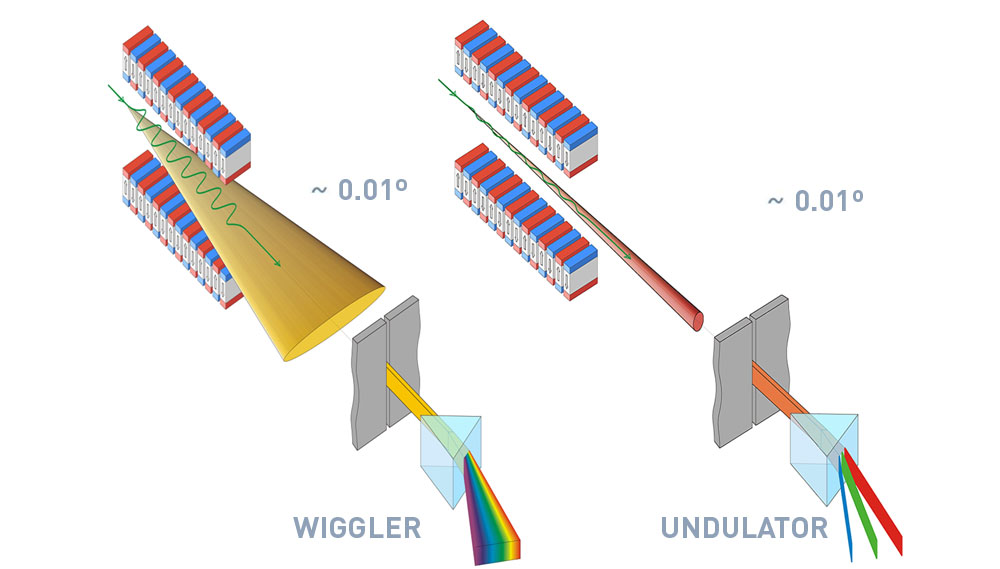 ~ 0.01º
~ 0.01º
WIGGLER
UNDULATOR